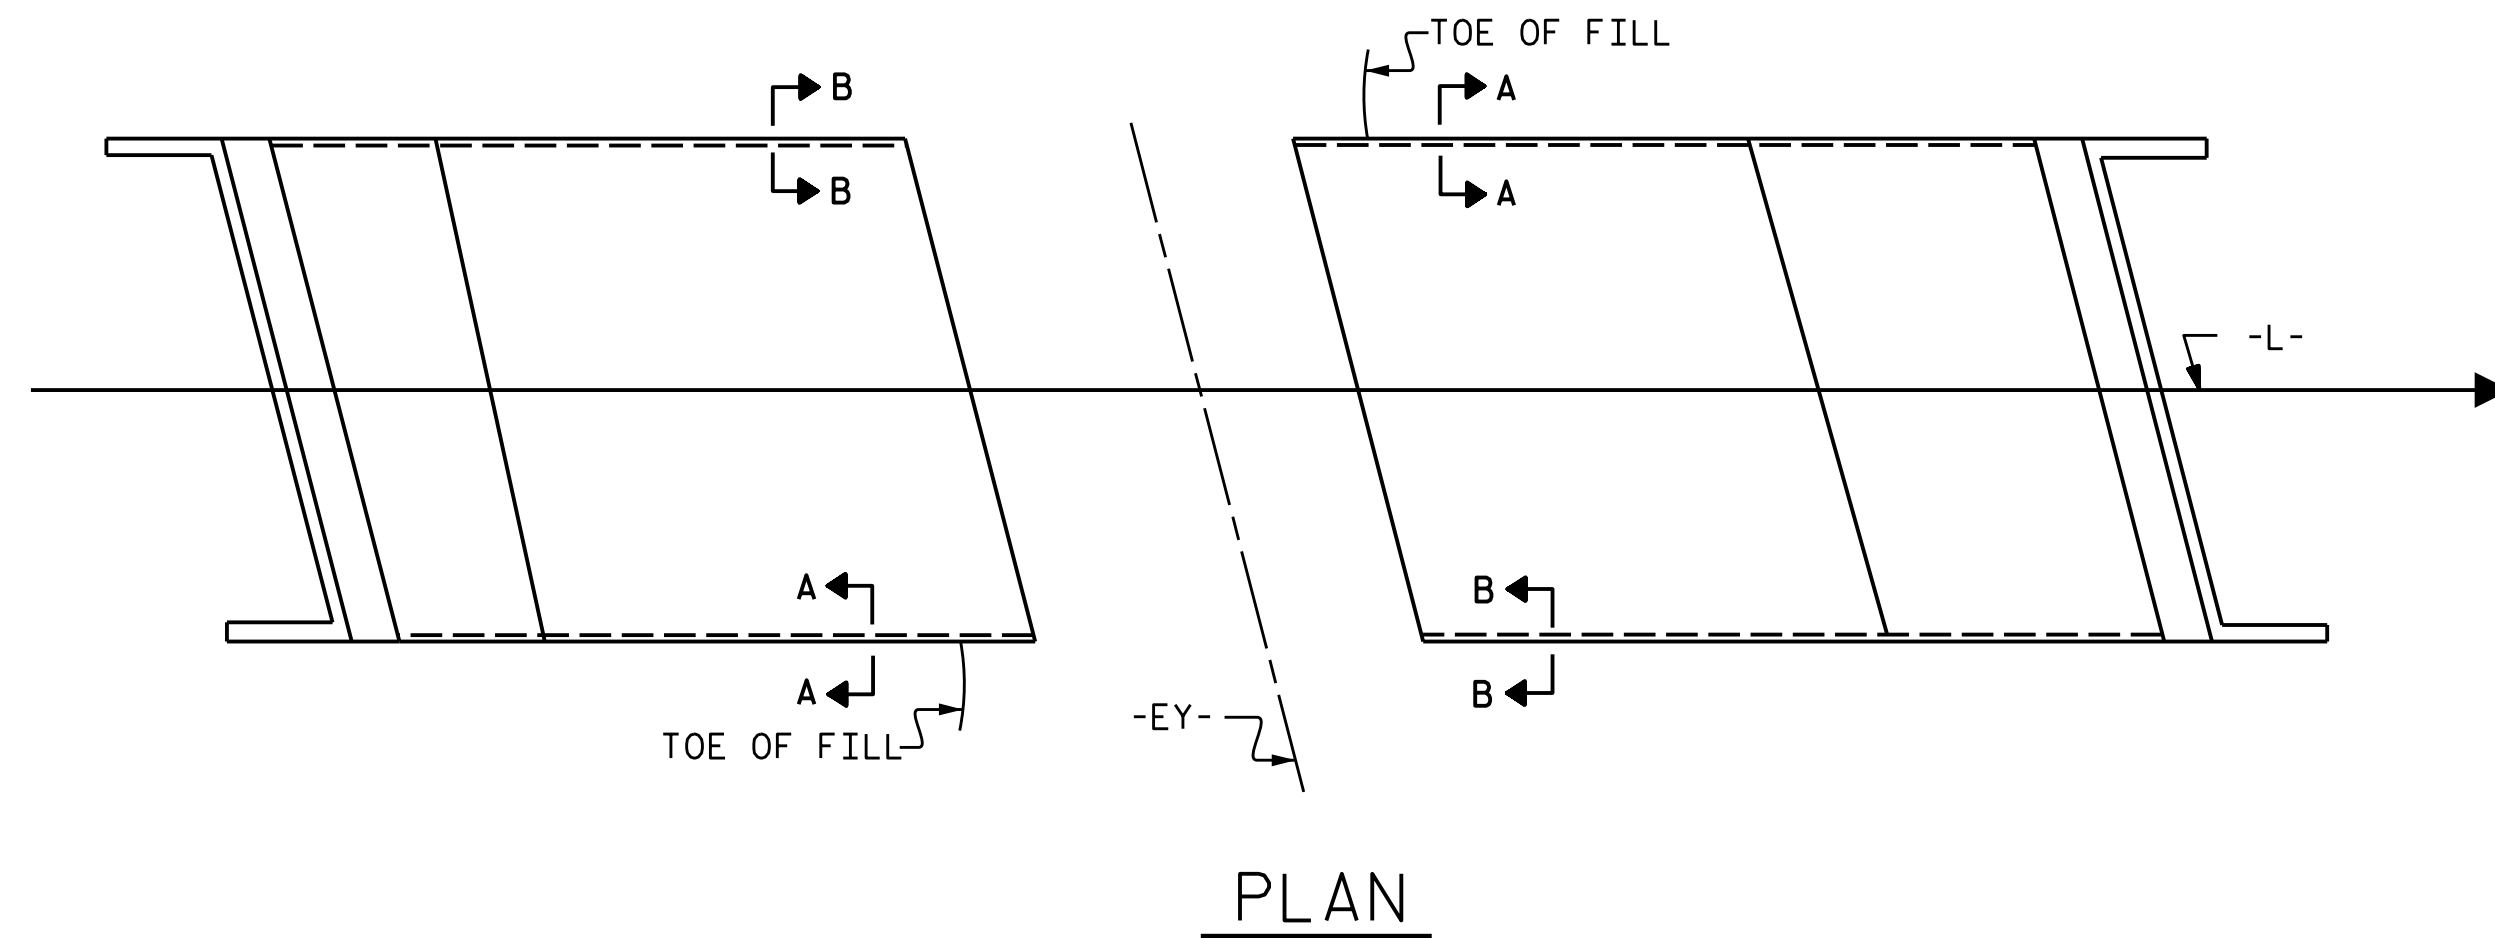 TOE OF FILL
B
A
B
A
-L-
A
B
A
B
-EY-
TOE OF FILL
PLAN